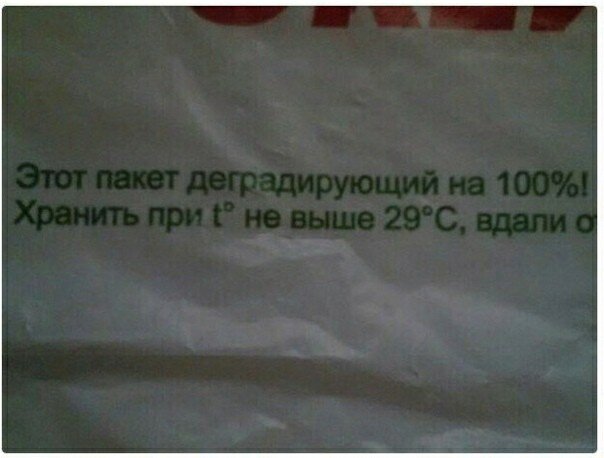 Этот пакет деградирующий на 100%!
Хранить при t° не выше 29°С, вдали